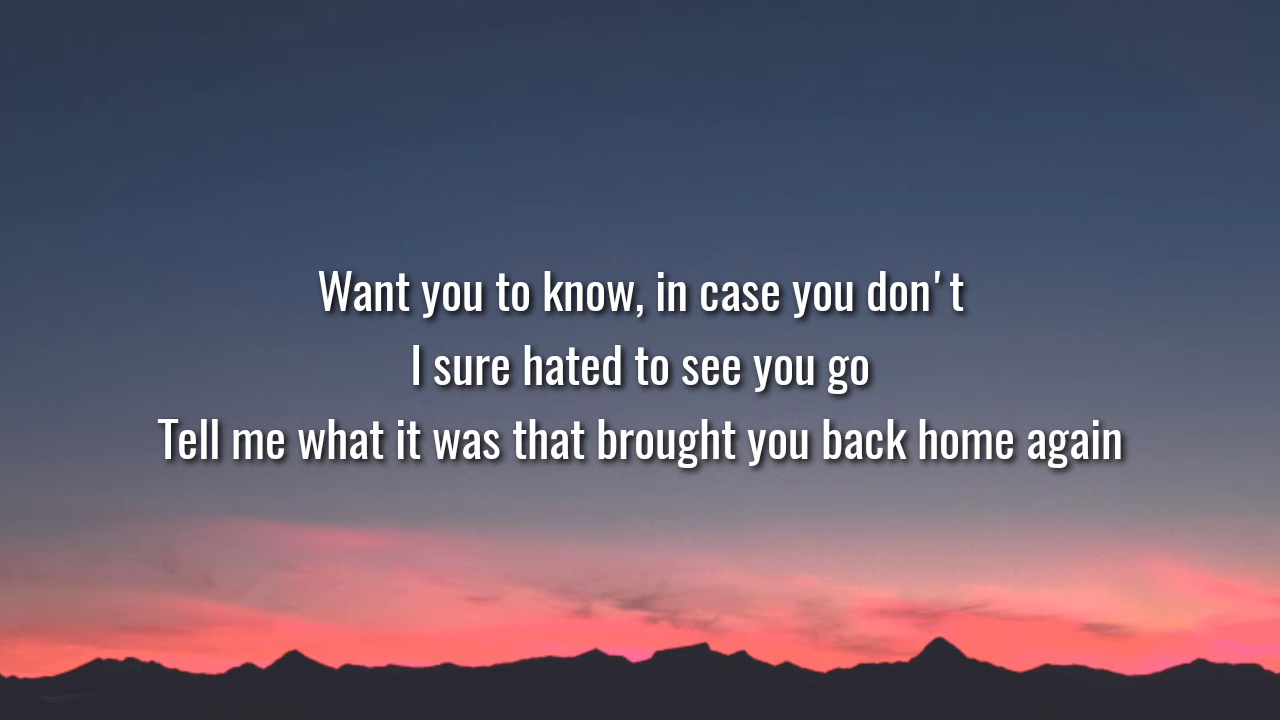 Want you to know, in case you don't
I sure hated to see you go
Tell me what it was that brought you back home again